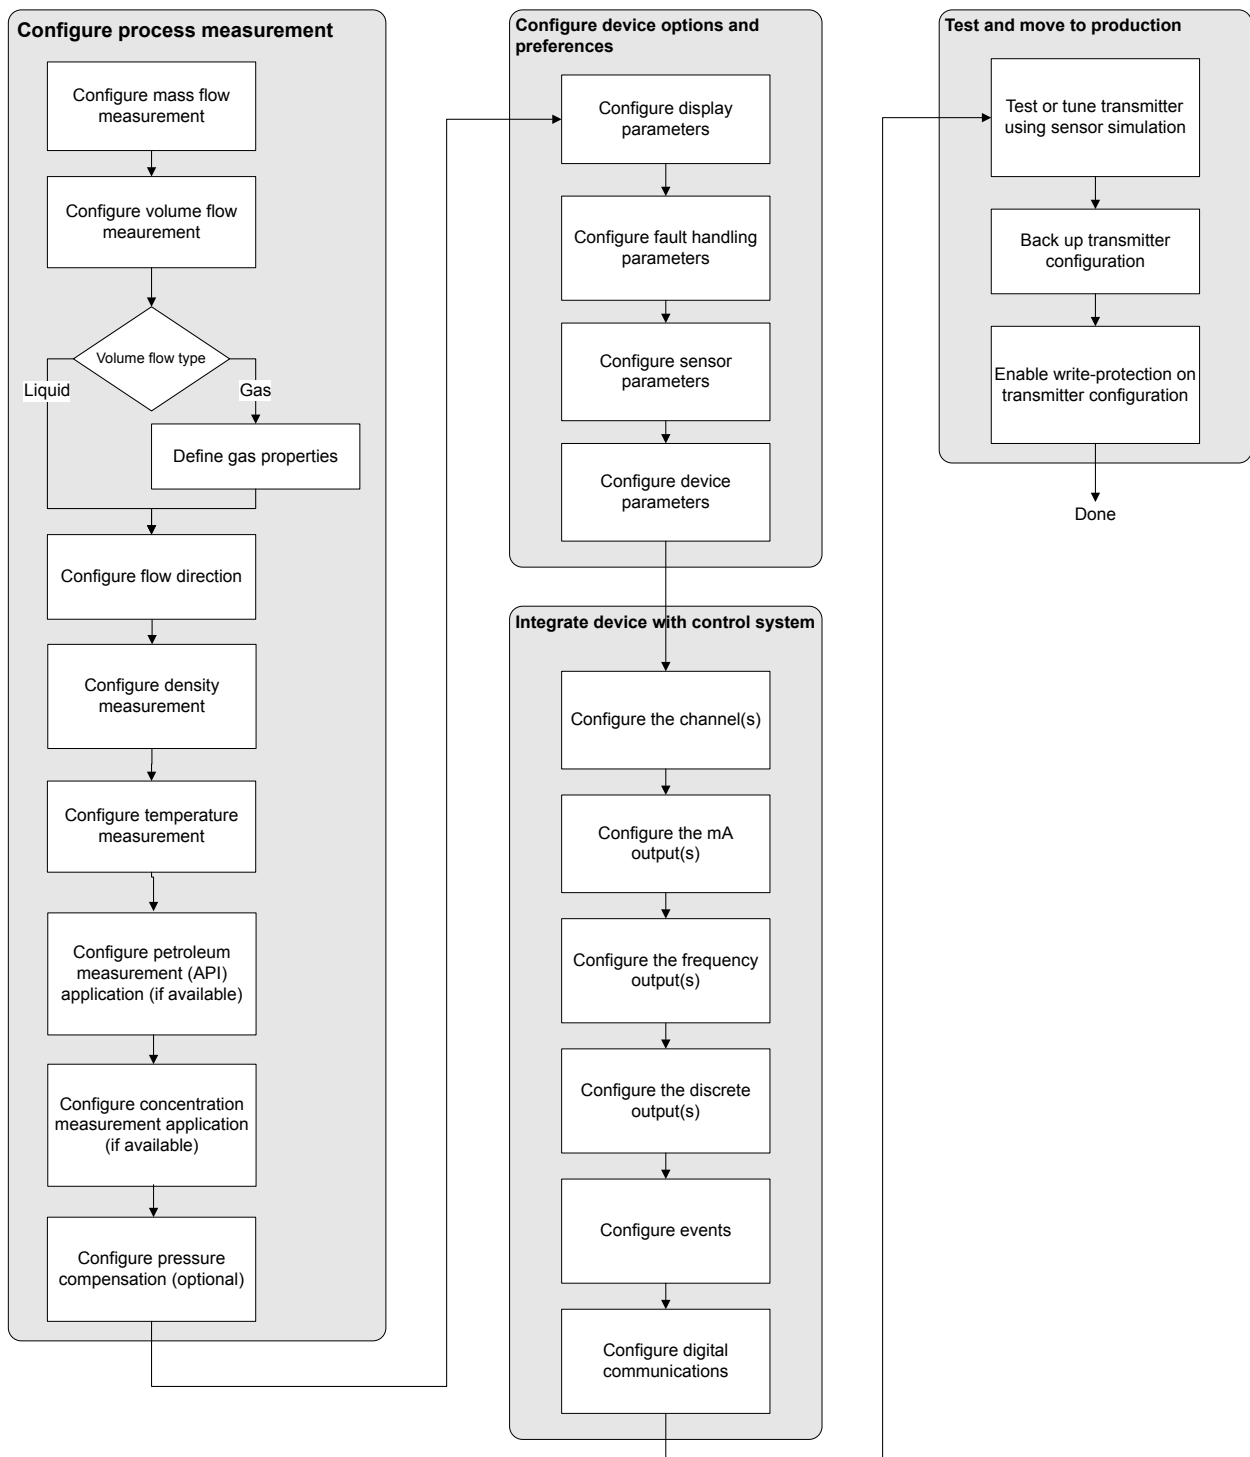 Configure process measurement
Configure mass flow
measurement
Configure volume flow
meaurement
Volume flow type
Liquid
Gas
Define gas properties
Configure flow direction
Configure density
measurement
Configure temperature
measurement
Configure petroleum
measurement (API)
application (if available)
Configure concentration
measurement application
(if available)
Configure pressure
compensation (optional)
Configure device options and
preferences
Configure display
parameters
Configure fault handling
parameters
Configure sensor
parameters
Configure device
parameters
Integrate device with control system
Configure the channel(s)
Configure the mA
output(s)
Configure the frequency
output(s)
Configure the discrete
output(s)
Configure events
Configure digital
communications
Test and move to production
Test or tune transmitter
using sensor simulation
Back up transmitter
configuration
Enable write-protection on
transmitter configuration
Done